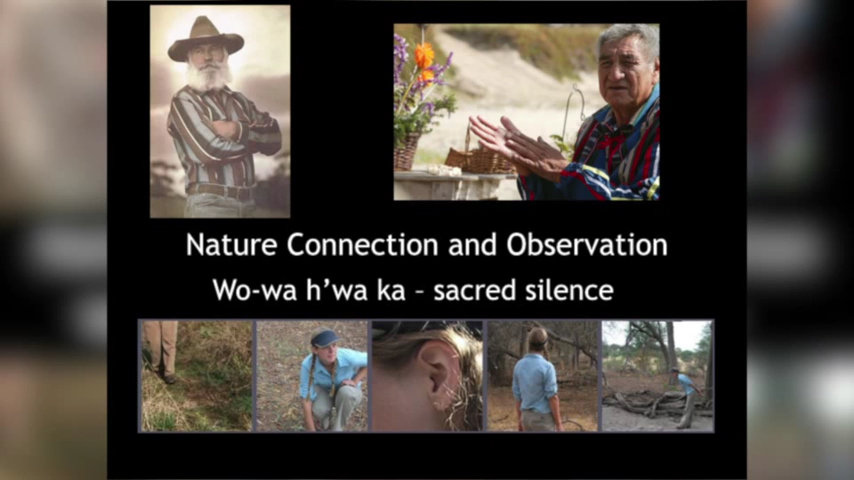 Nature Connection and Observation
Wo-wa h'wa ka – sacred silence